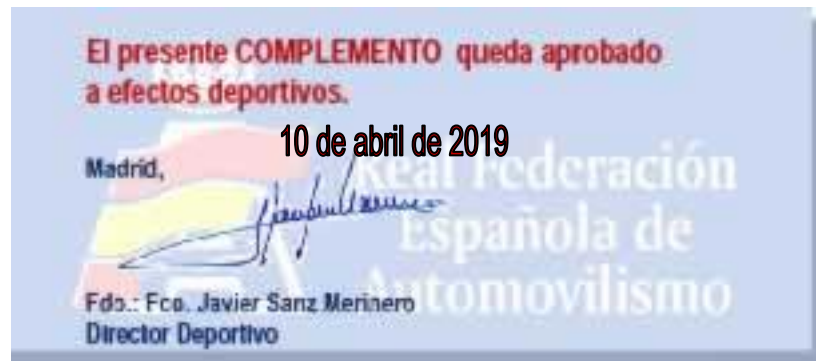 El presente COMPLEMENTO queda aprobado
a efectos deportivos.
10 de abril de 2019
Madrid,
Real Federación
Española de
Automovilismo
Fdo.: Fco. Javier Sanz Merinero
Director Deportivo